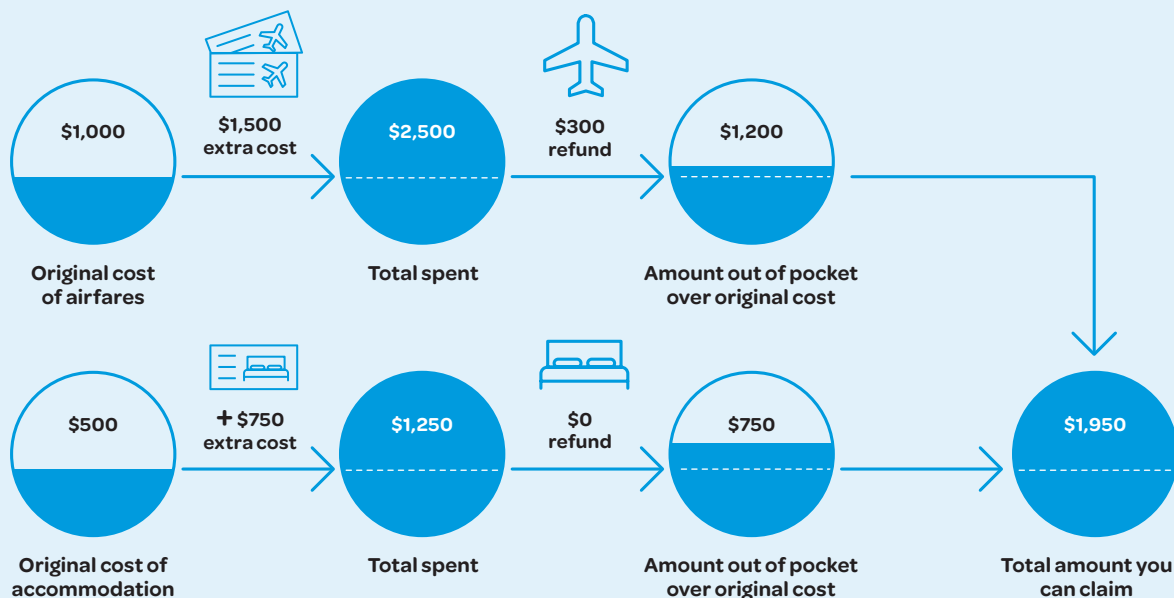 $1,000
$1,500
extra cost
$2,500
$300
refund
$1,200
Original cost
of airfares
Total spent
Amount out of pocket
over original cost
$500
+ $750
extra cost
$1,250
$0
refund
$750
$1,950
Original cost of
accommodation
Total spent
Amount out of pocket
over original cost
Total amount you
can claim